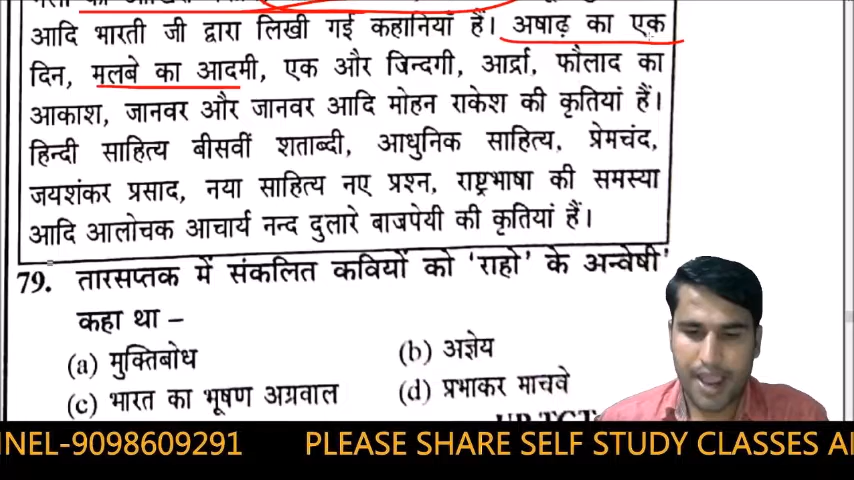 आदि भारती जी द्वारा लिखी गई कहानियां हैं। अषाढ़ का एक
दिन, मलबे का आदमी, एक और जिन्दगी, आर्द्रा, फौलाद का
आकाश, जानवर और जानवर आदि मोहन राकेश की कृतियां हैं।
हिन्दी साहित्य बीसवीं शताब्दी, आधुनिक साहित्य, प्रेमचंद,
जयशंकर प्रसाद, नया साहित्य नए प्रश्न, राष्ट्रभाषा की समस्या
आदि आलोचक आचार्य नन्द दुलारे बाजपेयी की कृतियां हैं।
79. तारसप्तक में संकलित कवियों को 'राहो' के अन्वेषी'
कहा था –
(a) मुक्तिबोध (b) अज्ञेय
(c) भारत का भूषण अग्रवाल (d) प्रभाकर माचवे
NNEL-9098609291 PLEASE SHARE SELF STUDY CLASSES A